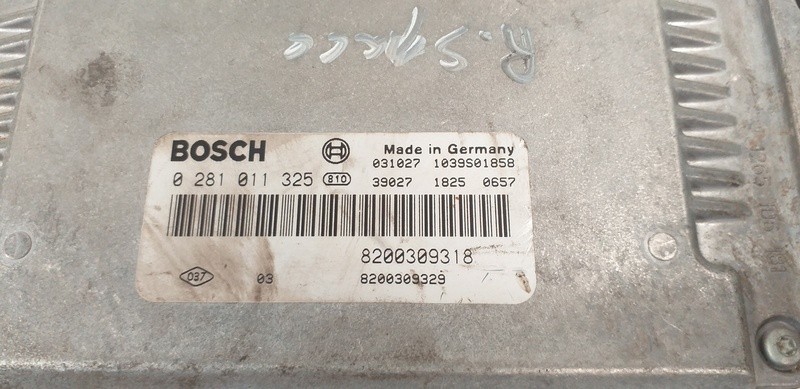 R. Space
BOSCH
Made in Germany
031027 1039S01858
0 281 011 325 810
39027 1825 0657
8200309318
D37 03 8200309329